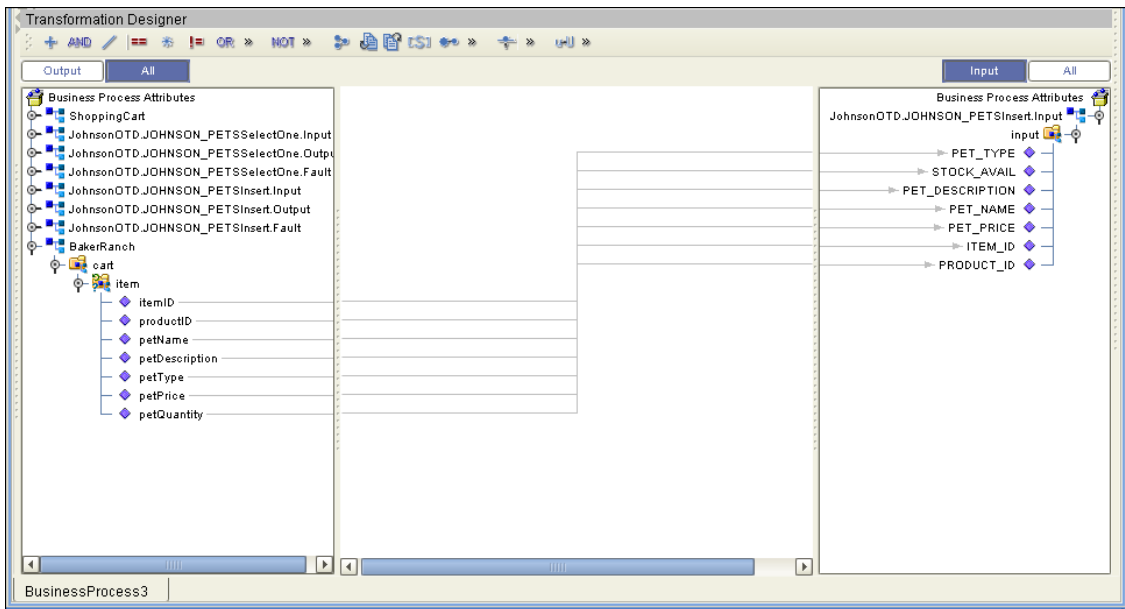 Transformation Designer
AND == != OR » NOT » » » »
Output All Input All
Business Process Attributes
ShoppingCart
JohnsonOTD.JOHNSON_PETSSelectOne.Input
JohnsonOTD.JOHNSON_PETSSelectOne.Outpu
JohnsonOTD.JOHNSON_PETSSelectOne.Fault
JohnsonOTD.JOHNSON_PETSInsert.Input
JohnsonOTD.JOHNSON_PETSInsert.Output
JohnsonOTD.JOHNSON_PETSInsert.Fault
BakerRanch
cart
item
itemID
productID
petName
petDescription
petType
petPrice
petQuantity
Business Process Attributes
JohnsonOTD.JOHNSON_PETSInsert.Input
input
PET_TYPE
STOCK_AVAIL
PET_DESCRIPTION
PET_NAME
PET_PRICE
ITEM_ID
PRODUCT_ID
BusinessProcess3